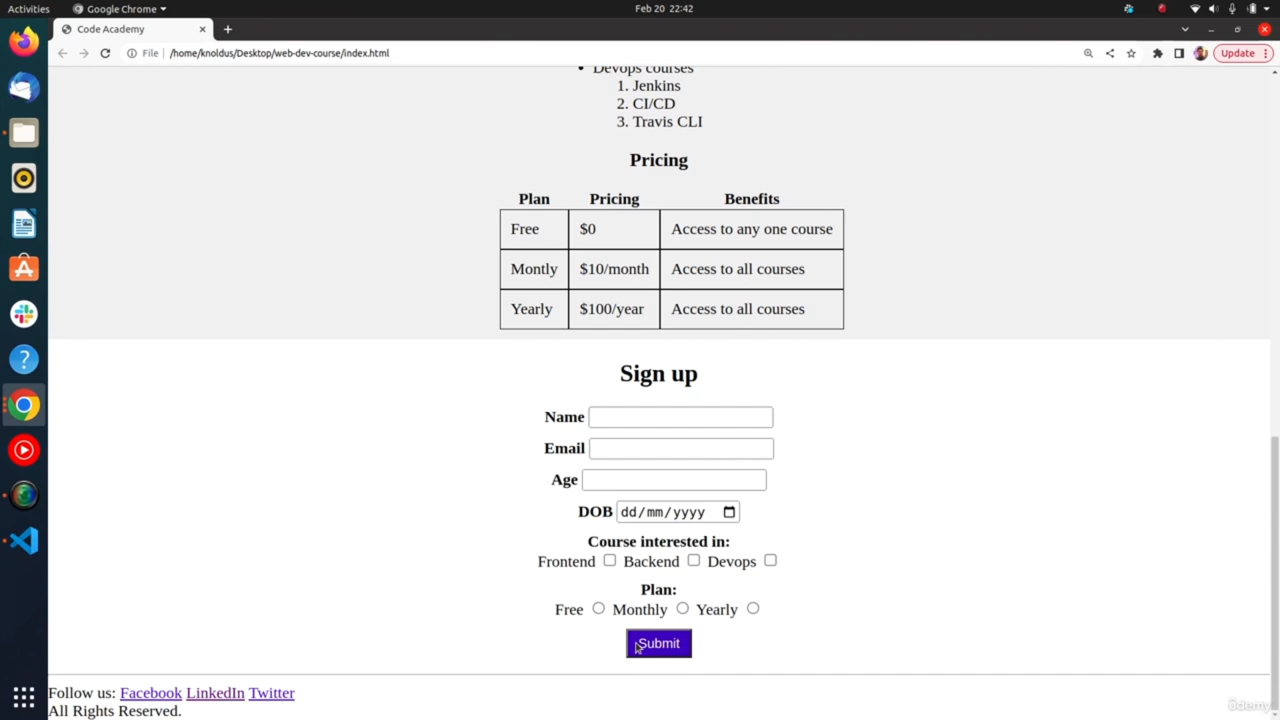 Activities Google Chrome Feb 20 22:42
Code Academy
File /home/knoldus/Desktop/web-dev-course/index.html Update
Devops courses
1. Jenkins
2. CI/CD
3. Travis CLI
Pricing
Plan Pricing Benefits
Free $0 Access to any one course
Montly $10/month Access to all courses
Yearly $100/year Access to all courses
Sign up
Name
Email
Age
DOB dd/mm/yyyy
Course interested in:
Frontend Backend Devops
Plan:
Free Monthly Yearly
Submit
Follow us: Facebook LinkedIn Twitter
All Rights Reserved.
ûdemy